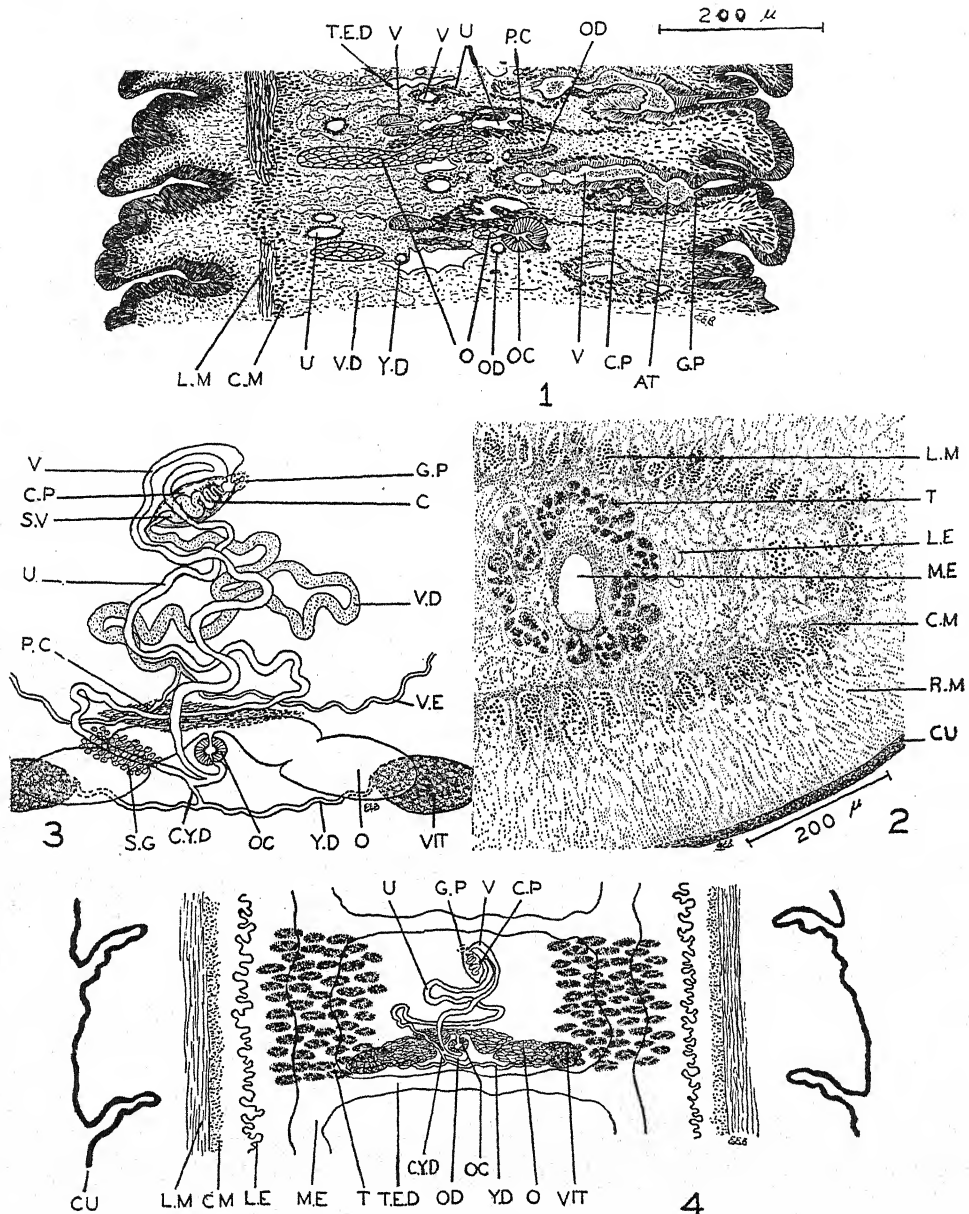 200 µ
T.E.D V V U P.C OD
L.M C.M U V.D Y.D O OD OC V C.P AT G.P
1
V
C.P
S.V
U
P.C
G.P
C
V.D
V.E
S.G C.Y.D OC Y.D O VIT
3
L.M
T
L.E
M.E
C.M
R.M
CU
200 µ
2
U G.P V C.P
CU L.M C.M L.E M.E T T.E.D C.Y.D OD OC Y.D O VIT
4